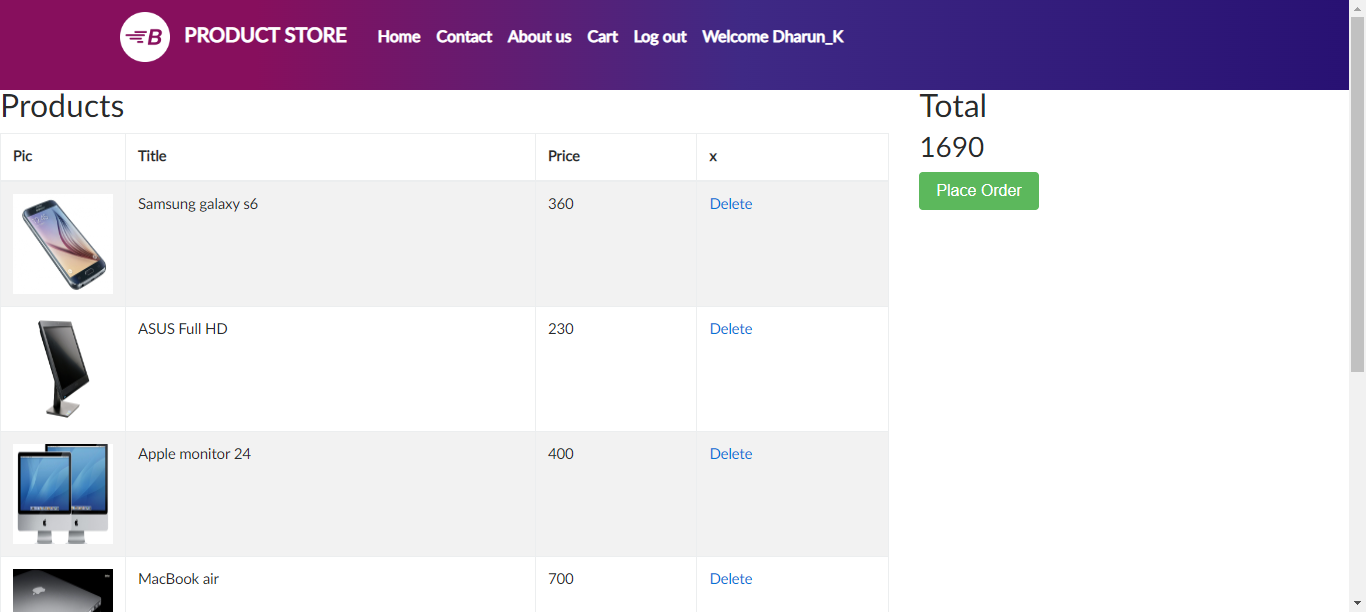 B PRODUCT STORE Home Contact About us Cart Log out Welcome Dharun_K
Products
Total
1690
Place Order
Pic Title Price x
Samsung galaxy s6 360 Delete
ASUS Full HD 230 Delete
Apple monitor 24 400 Delete
MacBook air 700 Delete